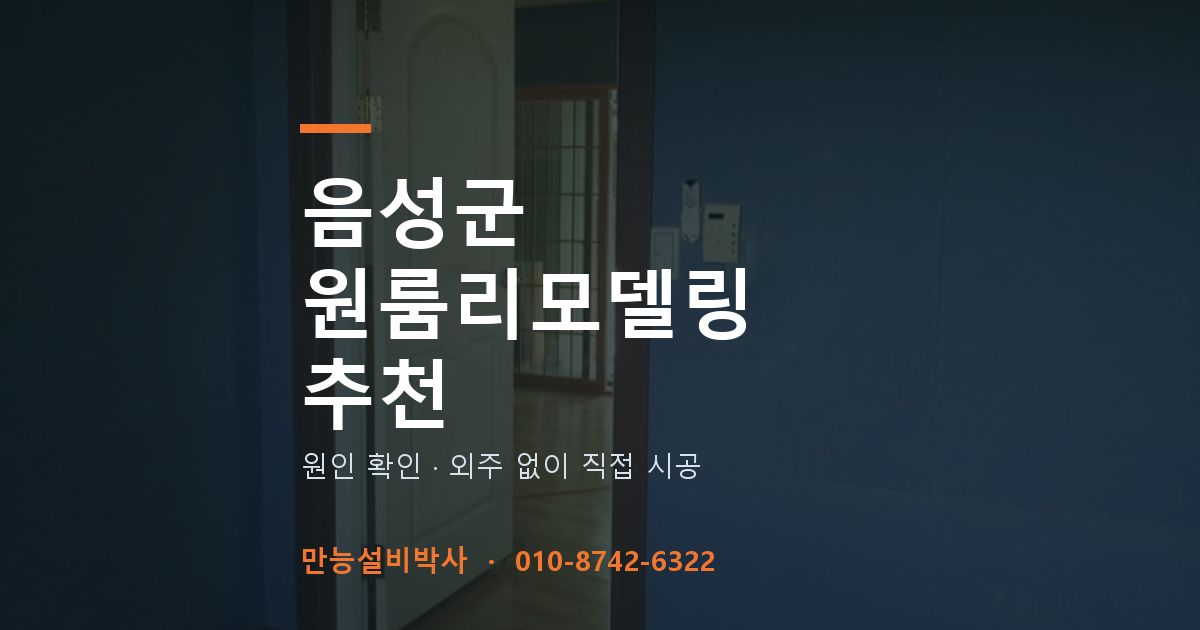 음성군
원룸리모델링
추천
원인 확인 · 외주 없이 직접 시공
만능설비박사 · 010-8742-6322